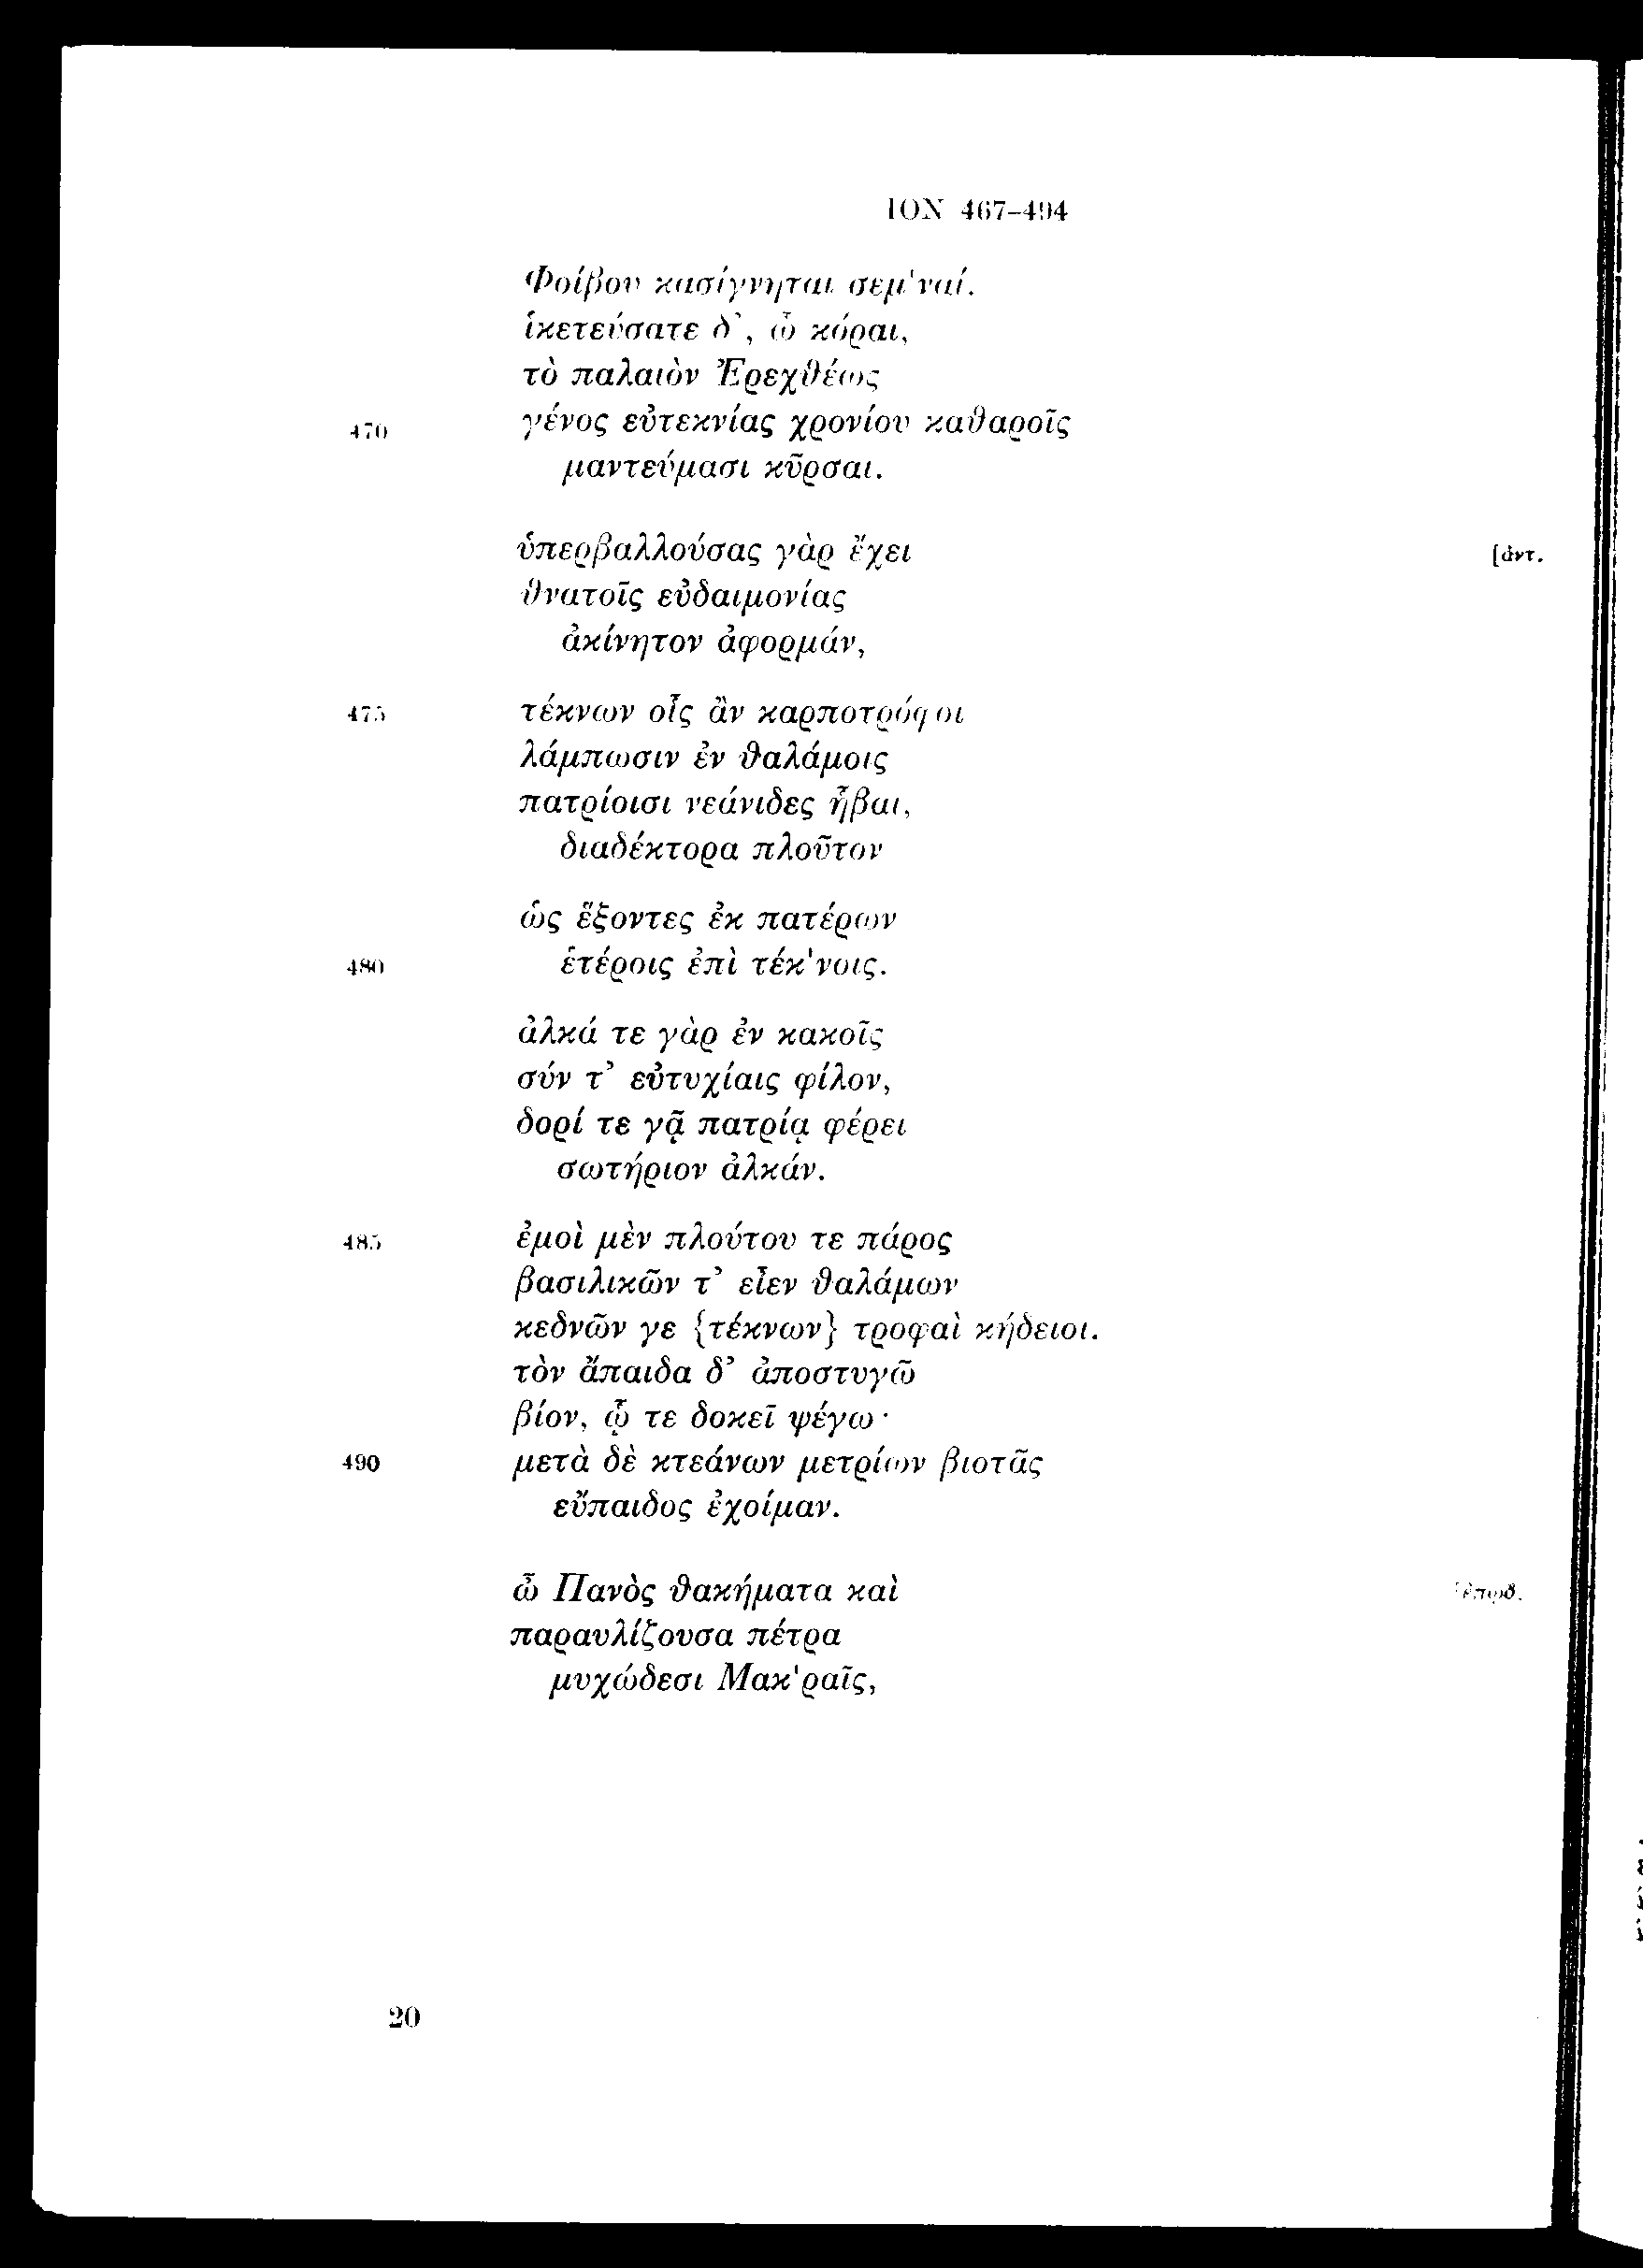 ION 467–494
Φοίβου κασίγνηται σεμ'ναί.
ἱκετεύσατε δ', ὦ κόραι,
τὸ παλαιὸν Ἐρεχθέως
470 γένος εὐτεκνίας χρονίου καθαροῖς
μαντεύμασι κῦρσαι.
ὑπερβαλλούσας γὰρ ἔχει [ἀντ.
θνατοῖς εὐδαιμονίας
ἀκίνητον ἀφορμάν,
475 τέκνων οἷς ἂν καρποτρόφοι
λάμπωσιν ἐν θαλάμοις
πατρίοισι νεάνιδες ἧβαι,
διαδέκτορα πλοῦτον
ὡς ἕξοντες ἐκ πατέρων
480 ἑτέροις ἐπὶ τέκ'νοις.
ἀλκά τε γὰρ ἐν κακοῖς
σύν τ' εὐτυχίαις φίλον,
δορί τε γᾷ πατρίᾳ φέρει
σωτήριον ἀλκάν.
485 ἐμοὶ μὲν πλούτου τε πάρος
βασιλικῶν τ' εἶεν θαλάμων
κεδνῶν γε {τέκνων} τροφαὶ κήδειοι.
τὸν ἄπαιδα δ' ἀποστυγῶ
βίον, ᾧ τε δοκεῖ ψέγω·
490 μετὰ δὲ κτεάνων μετρίων βιοτᾶς
εὔπαιδος ἐχοίμαν.
ὦ Πανὸς θακήματα καὶ [ἐπῳδ.
παραυλίζουσα πέτρα
μυχώδεσι Μακ'ραῖς,
20